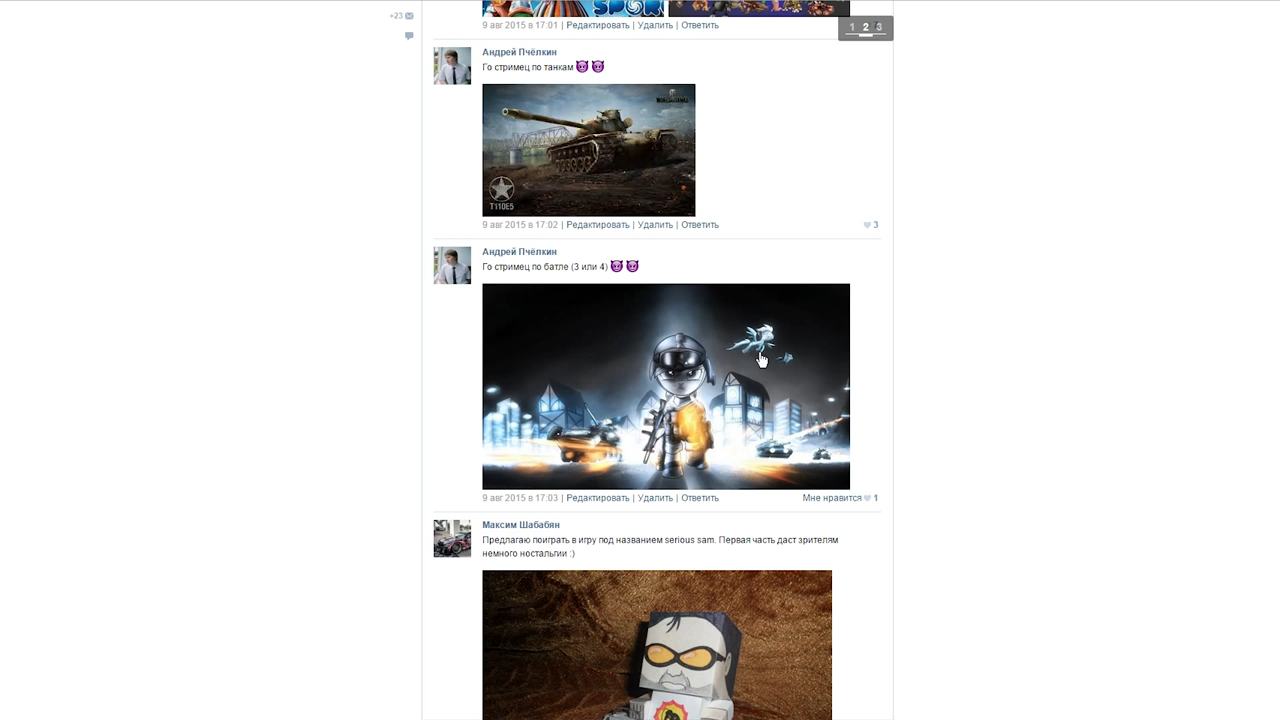 +23
SPOR
9 авг 2015 в 17:01 | Редактировать | Удалить | Ответить
1 2 3
Андрей Пчёлкин
Го стримец по танкам
T110E5
9 авг 2015 в 17:02 | Редактировать | Удалить | Ответить
3
Андрей Пчёлкин
Го стримец по батле (3 или 4)
9 авг 2015 в 17:03 | Редактировать | Удалить | Ответить
Мне нравится 1
Максим Шабабян
Предлагаю поиграть в игру под названием serious sam. Первая часть даст зрителям
немного ностальгии :)